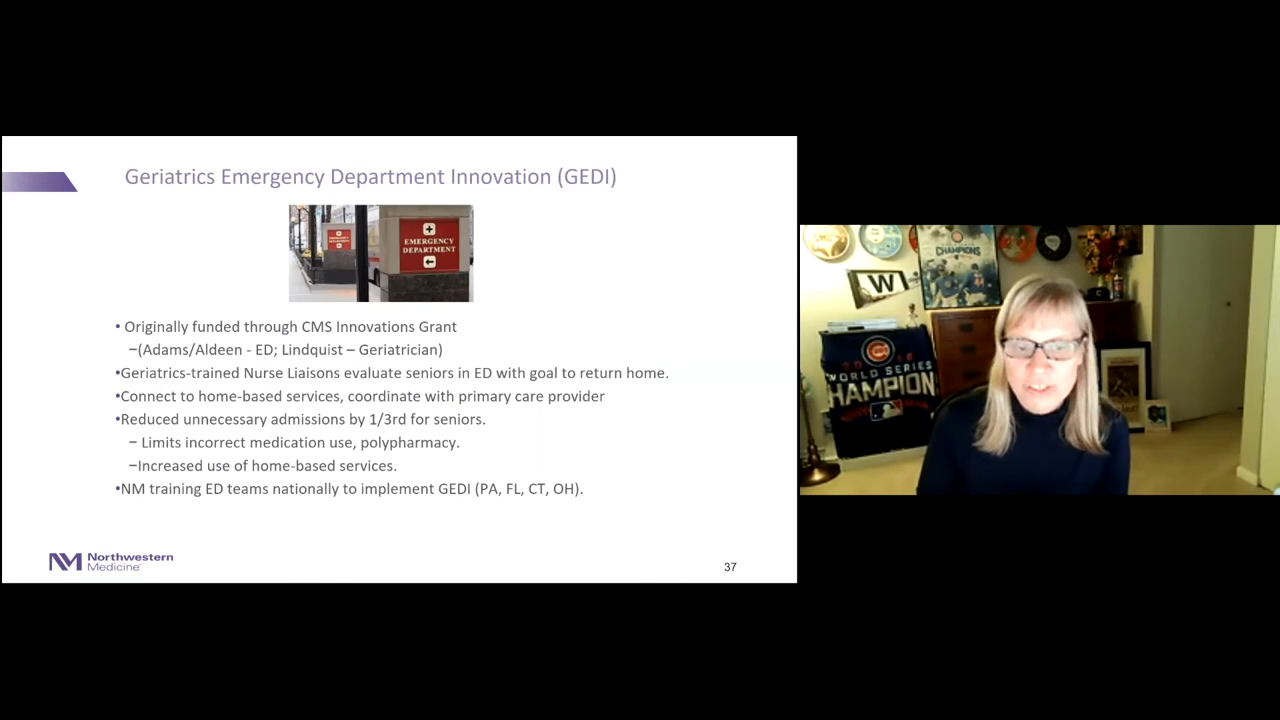 Geriatrics Emergency Department Innovation (GEDI)
EMERGENCY
DEPARTMENT
• Originally funded through CMS Innovations Grant
–(Adams/Aldeen - ED; Lindquist – Geriatrician)
•Geriatrics-trained Nurse Liaisons evaluate seniors in ED with goal to return home.
•Connect to home-based services, coordinate with primary care provider
•Reduced unnecessary admissions by 1/3rd for seniors.
– Limits incorrect medication use, polypharmacy.
–Increased use of home-based services.
•NM training ED teams nationally to implement GEDI (PA, FL, CT, OH).
NM Northwestern
Medicine
37
CHAMPIONS
W
WORLD SERIES
CHAMPION